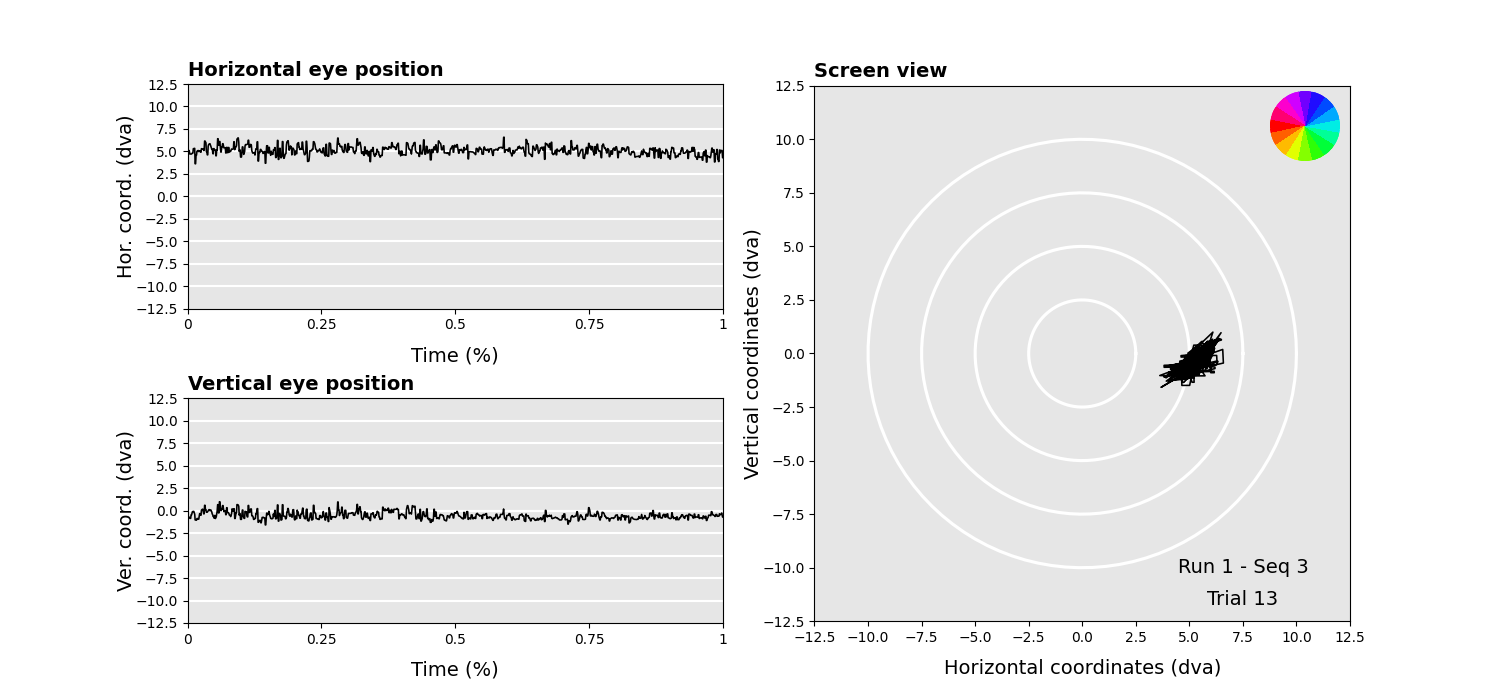 Horizontal eye position
12.5
10.0
7.5
5.0
2.5
0.0
−2.5
−5.0
−7.5
−10.0
−12.5
Hor. coord. (dva)
0 0.25 0.5 0.75 1
Time (%)
Vertical eye position
12.5
10.0
7.5
5.0
2.5
0.0
−2.5
−5.0
−7.5
−10.0
−12.5
Ver. coord. (dva)
0 0.25 0.5 0.75 1
Time (%)
Screen view
12.5
10.0
7.5
5.0
2.5
0.0
−2.5
−5.0
−7.5
−10.0
−12.5
Vertical coordinates (dva)
Run 1 - Seq 3
Trial 13
−12.5 −10.0 −7.5 −5.0 −2.5 0.0 2.5 5.0 7.5 10.0 12.5
Horizontal coordinates (dva)